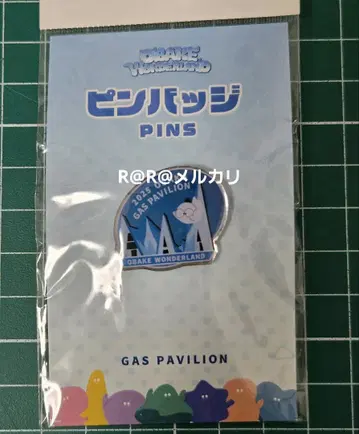 OBAKE
WONDERLAND
ピンバッジ
PINS
R@R@メルカリ
2025
GAS PAVILION
OBAKE WONDERLAND
GAS PAVILION